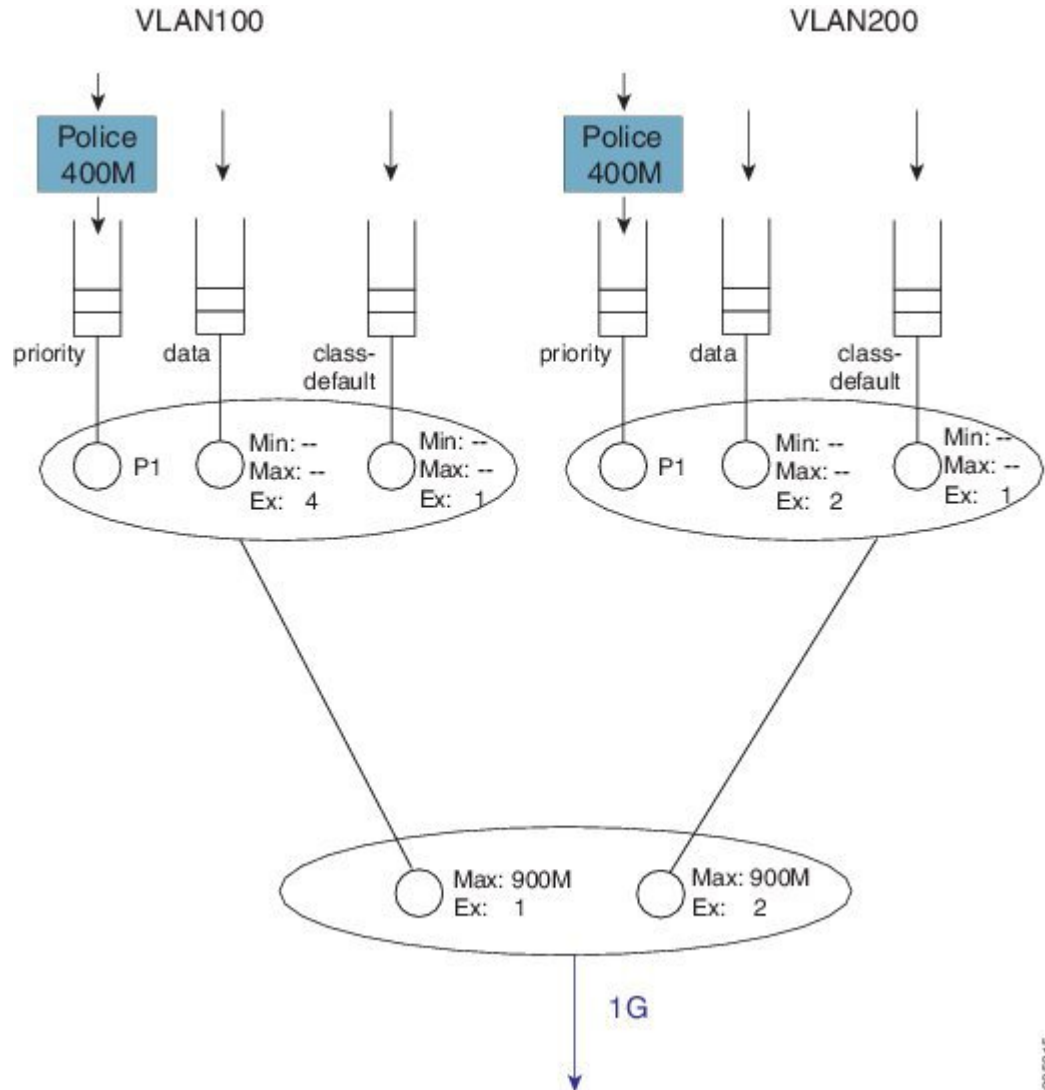 VLAN100
VLAN200
Police
400M
Police
400M
priority
data
class-
default
priority
data
class-
default
P1
Min: --
Max: --
Ex: 4
Min: --
Max: --
Ex: 1
P1
Min: --
Max: --
Ex: 2
Min: --
Max: --
Ex: 1
Max: 900M
Ex: 1
Max: 900M
Ex: 2
1G